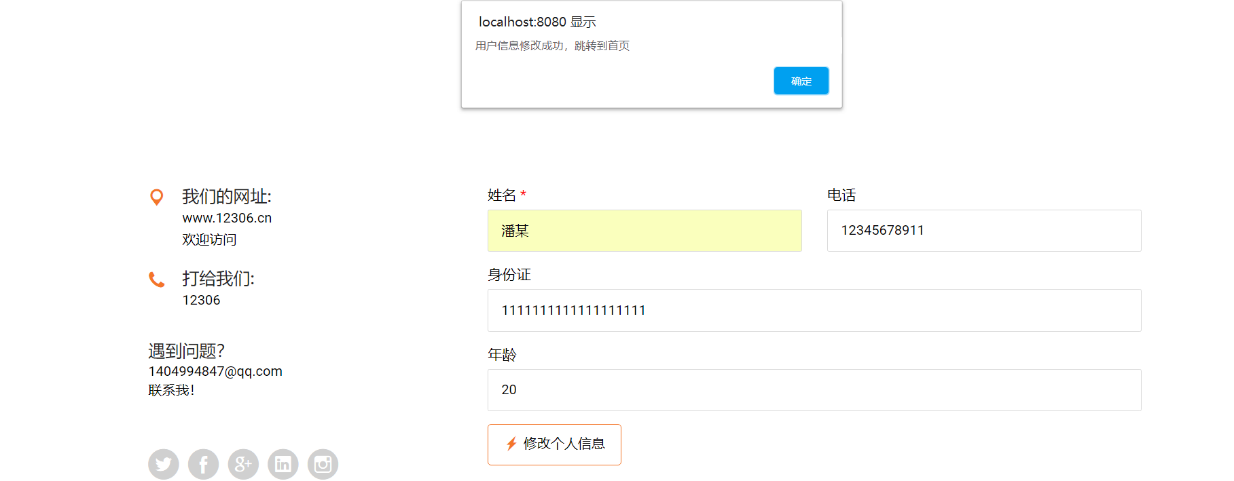 localhost:8080 显示
用户信息修改成功，跳转到首页
确定
我们的网址:
www.12306.cn
欢迎访问
打给我们:
12306
遇到问题？
1404994847@qq.com
联系我！
姓名 *
潘某
电话
12345678911
身份证
1111111111111111111
年龄
20
修改个人信息